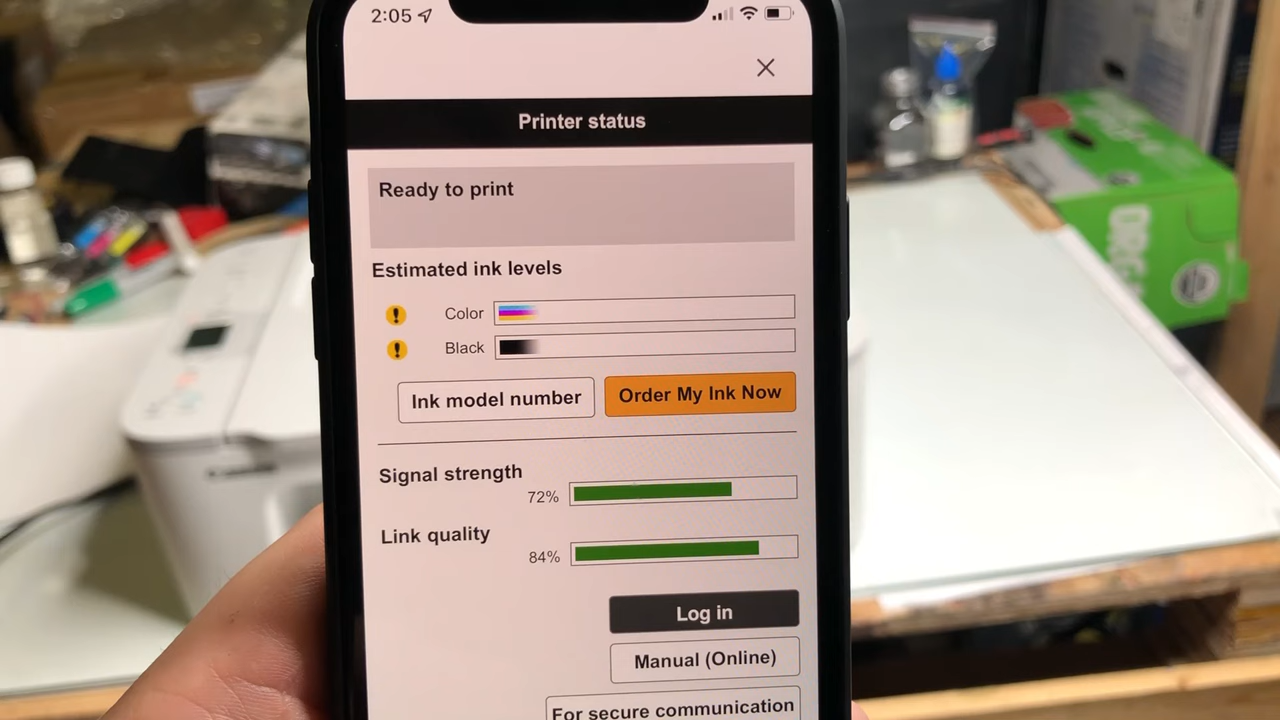 2:05
Printer status
Ready to print
Estimated ink levels
Color
Black
Ink model number
Order My Ink Now
Signal strength
72%
Link quality
84%
Log in
Manual (Online)
For secure communication
hp